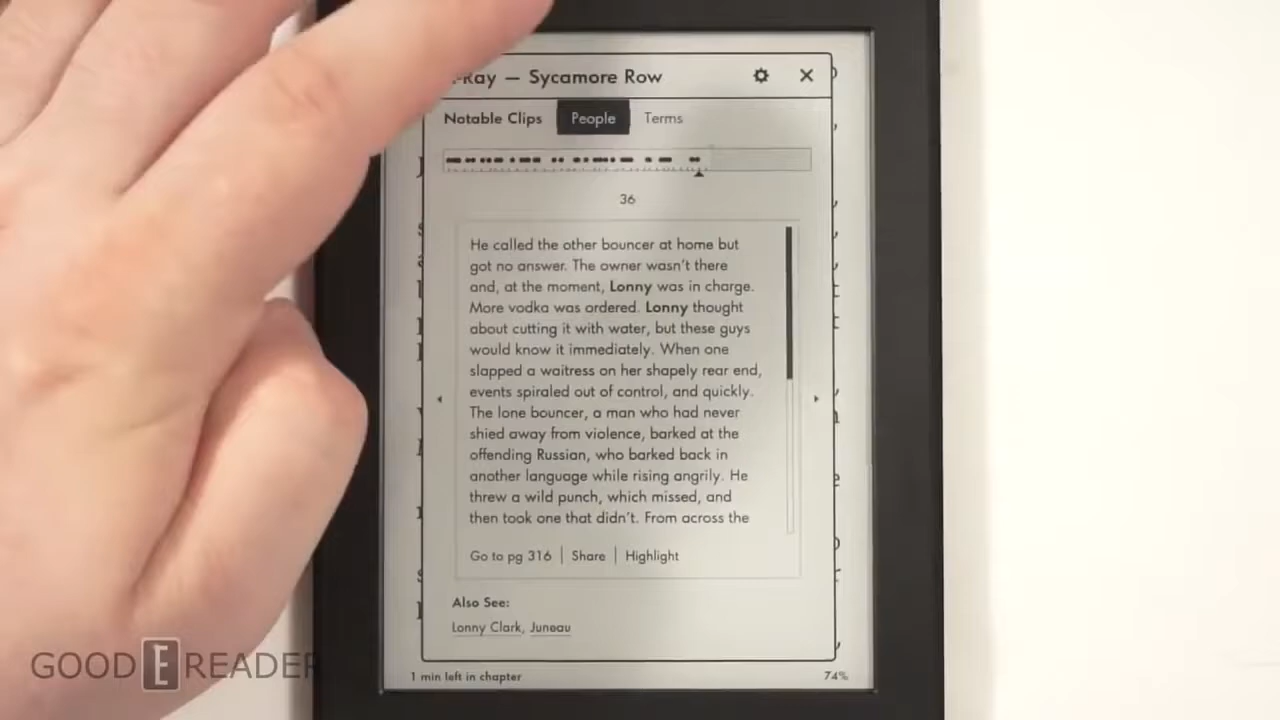 -Ray — Sycamore Row
Notable Clips People Terms
36
He called the other bouncer at home but
got no answer. The owner wasn't there
and, at the moment, Lonny was in charge.
More vodka was ordered. Lonny thought
about cutting it with water, but these guys
would know it immediately. When one
slapped a waitress on her shapely rear end,
events spiraled out of control, and quickly.
The lone bouncer, a man who had never
shied away from violence, barked at the
offending Russian, who barked back in
another language while rising angrily. He
threw a wild punch, which missed, and
then took one that didn't. From across the
Go to pg 316 | Share | Highlight
Also See:
Lonny Clark, Juneau
1 min left in chapter 74%
GOOD E READER